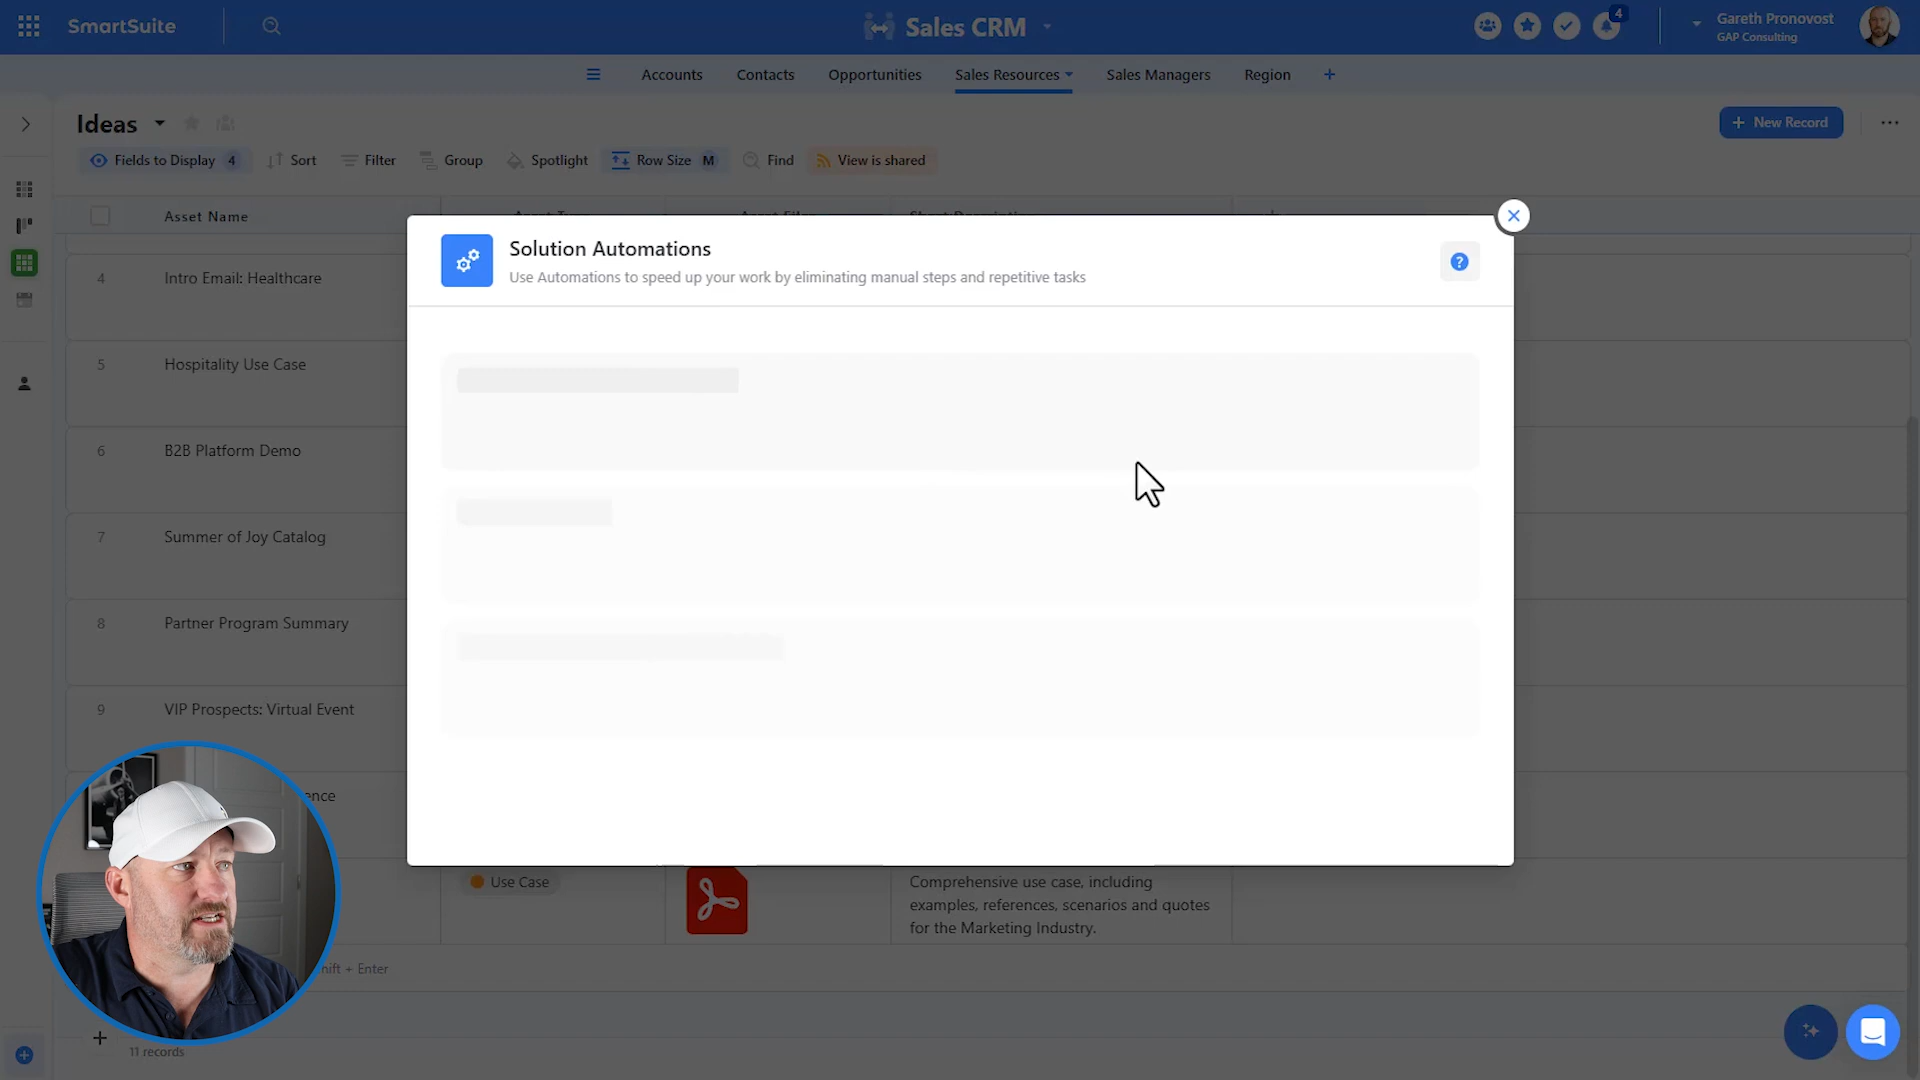 SmartSuite
Sales CRM
4
Gareth Pronovost
GAP Consulting
Accounts
Contacts
Opportunities
Sales Resources
Sales Managers
Region
Ideas
New Record
Fields to Display 4
Sort
Filter
Group
Spotlight
Row Size M
Find
View is shared
Asset Name
Solution Automations
Use Automations to speed up your work by eliminating manual steps and repetitive tasks
?
4 Intro Email: Healthcare
5 Hospitality Use Case
6 B2B Platform Demo
7 Summer of Joy Catalog
8 Partner Program Summary
9 VIP Prospects: Virtual Event
Use Case
Comprehensive use case, including
examples, references, scenarios and quotes
for the Marketing Industry.
+ Enter
11 records